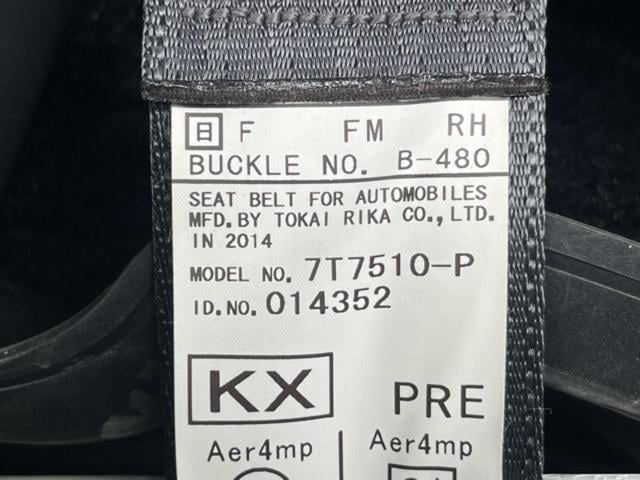 日 F FM RH
BUCKLE NO. B-480
SEAT BELT FOR AUTOMOBILES
MFD. BY TOKAI RIKA CO., LTD.
IN 2014
MODEL NO. 7T7510-P
ID.NO. 014352
KX PRE
Aer4mp Aer4mp